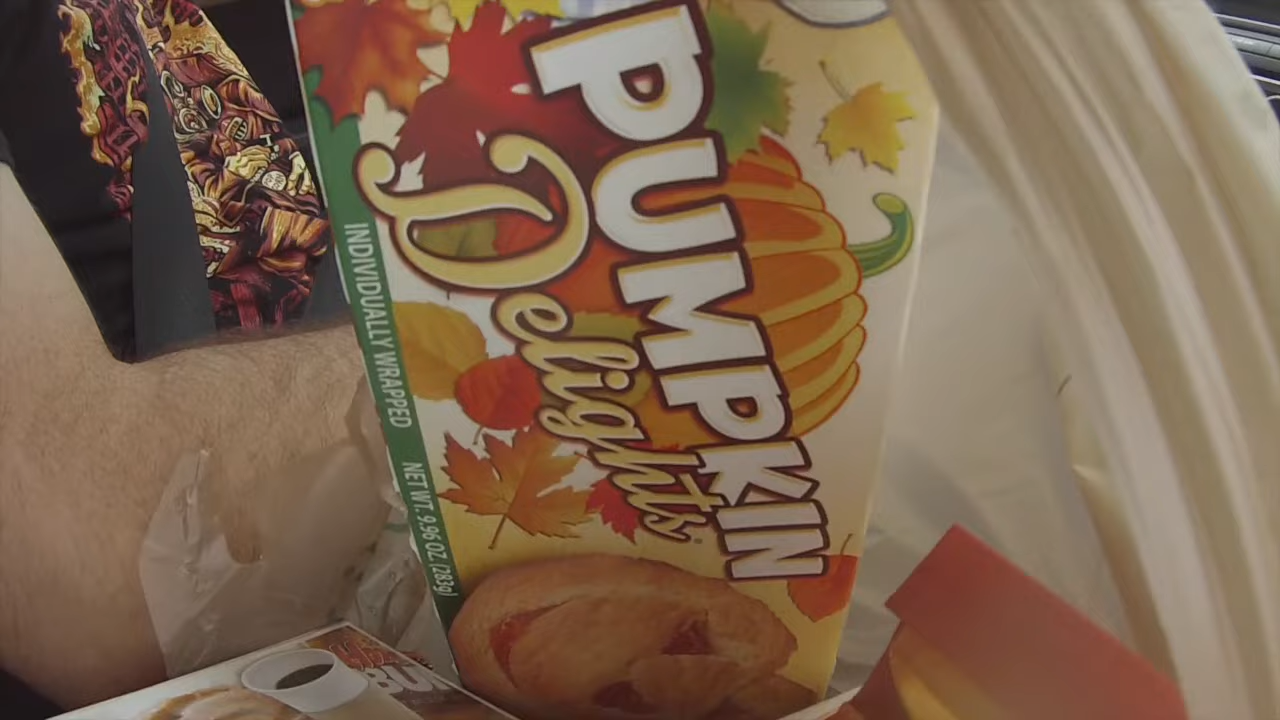 PUMPKIN
Delights
INDIVIDUALLY WRAPPED NET WT. 9.96 OZ. (283g)